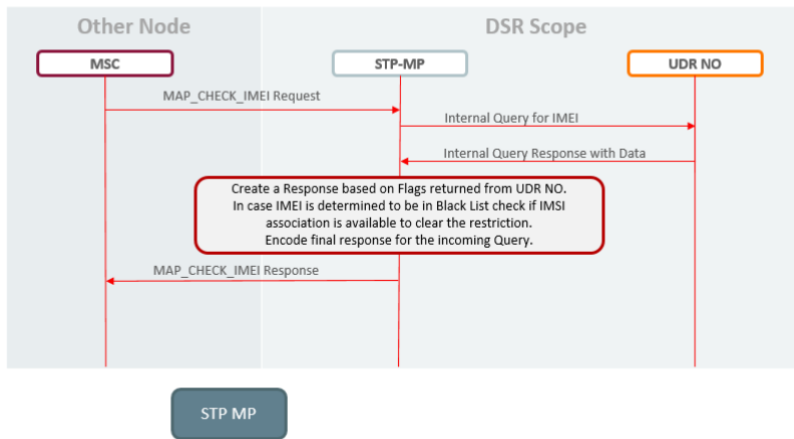 Other Node
DSR Scope
MSC
STP-MP
UDR NO
MAP_CHECK_IMEI Request
Internal Query for IMEI
Internal Query Response with Data
Create a Response based on Flags returned from UDR NO.
In case IMEI is determined to be in Black List check if IMSI
association is available to clear the restriction.
Encode final response for the incoming Query.
MAP_CHECK_IMEI Response
STP MP